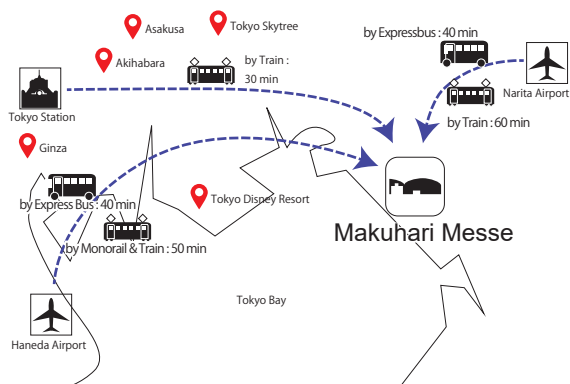 Asakusa
Tokyo Skytree
Akihabara
by Train :
30 min
by Expressbus : 40 min
Tokyo Station
Narita Airport
by Train : 60 min
Ginza
by Express Bus : 40 min
Tokyo Disney Resort
by Monorail & Train : 50 min
Makuhari Messe
Tokyo Bay
Haneda Airport